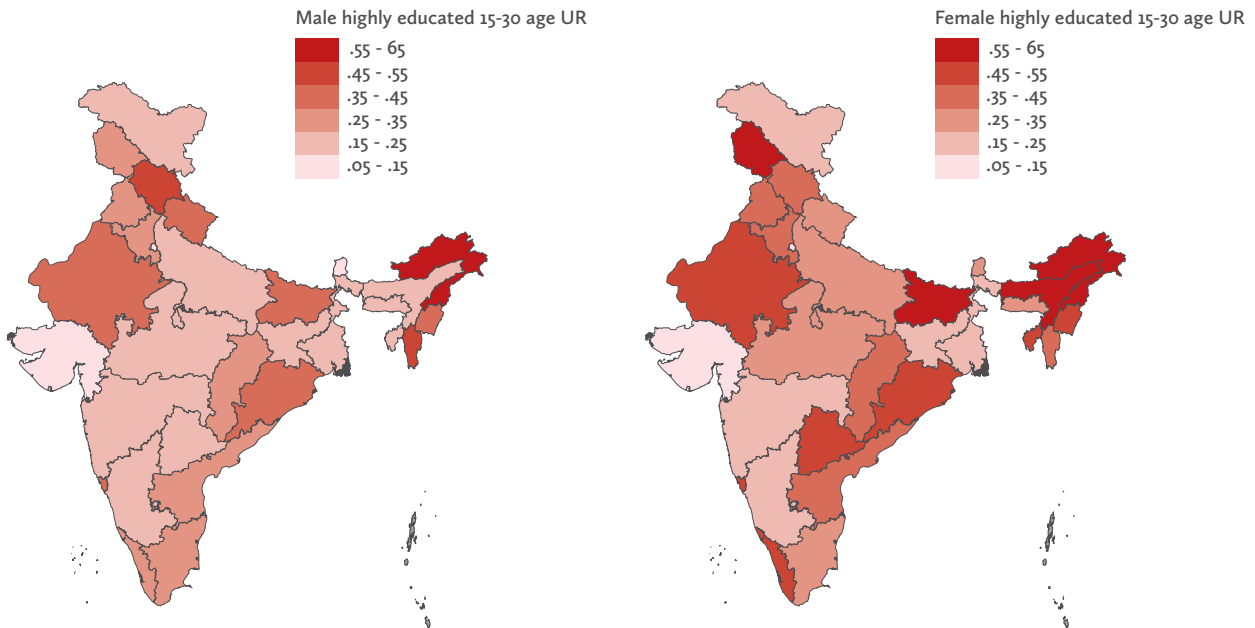 Male highly educated 15-30 age UR
.55 - 65
.45 - .55
.35 - .45
.25 - .35
.15 - .25
.05 - .15
Female highly educated 15-30 age UR
.55 - 65
.45 - .55
.35 - .45
.25 - .35
.15 - .25
.05 - .15